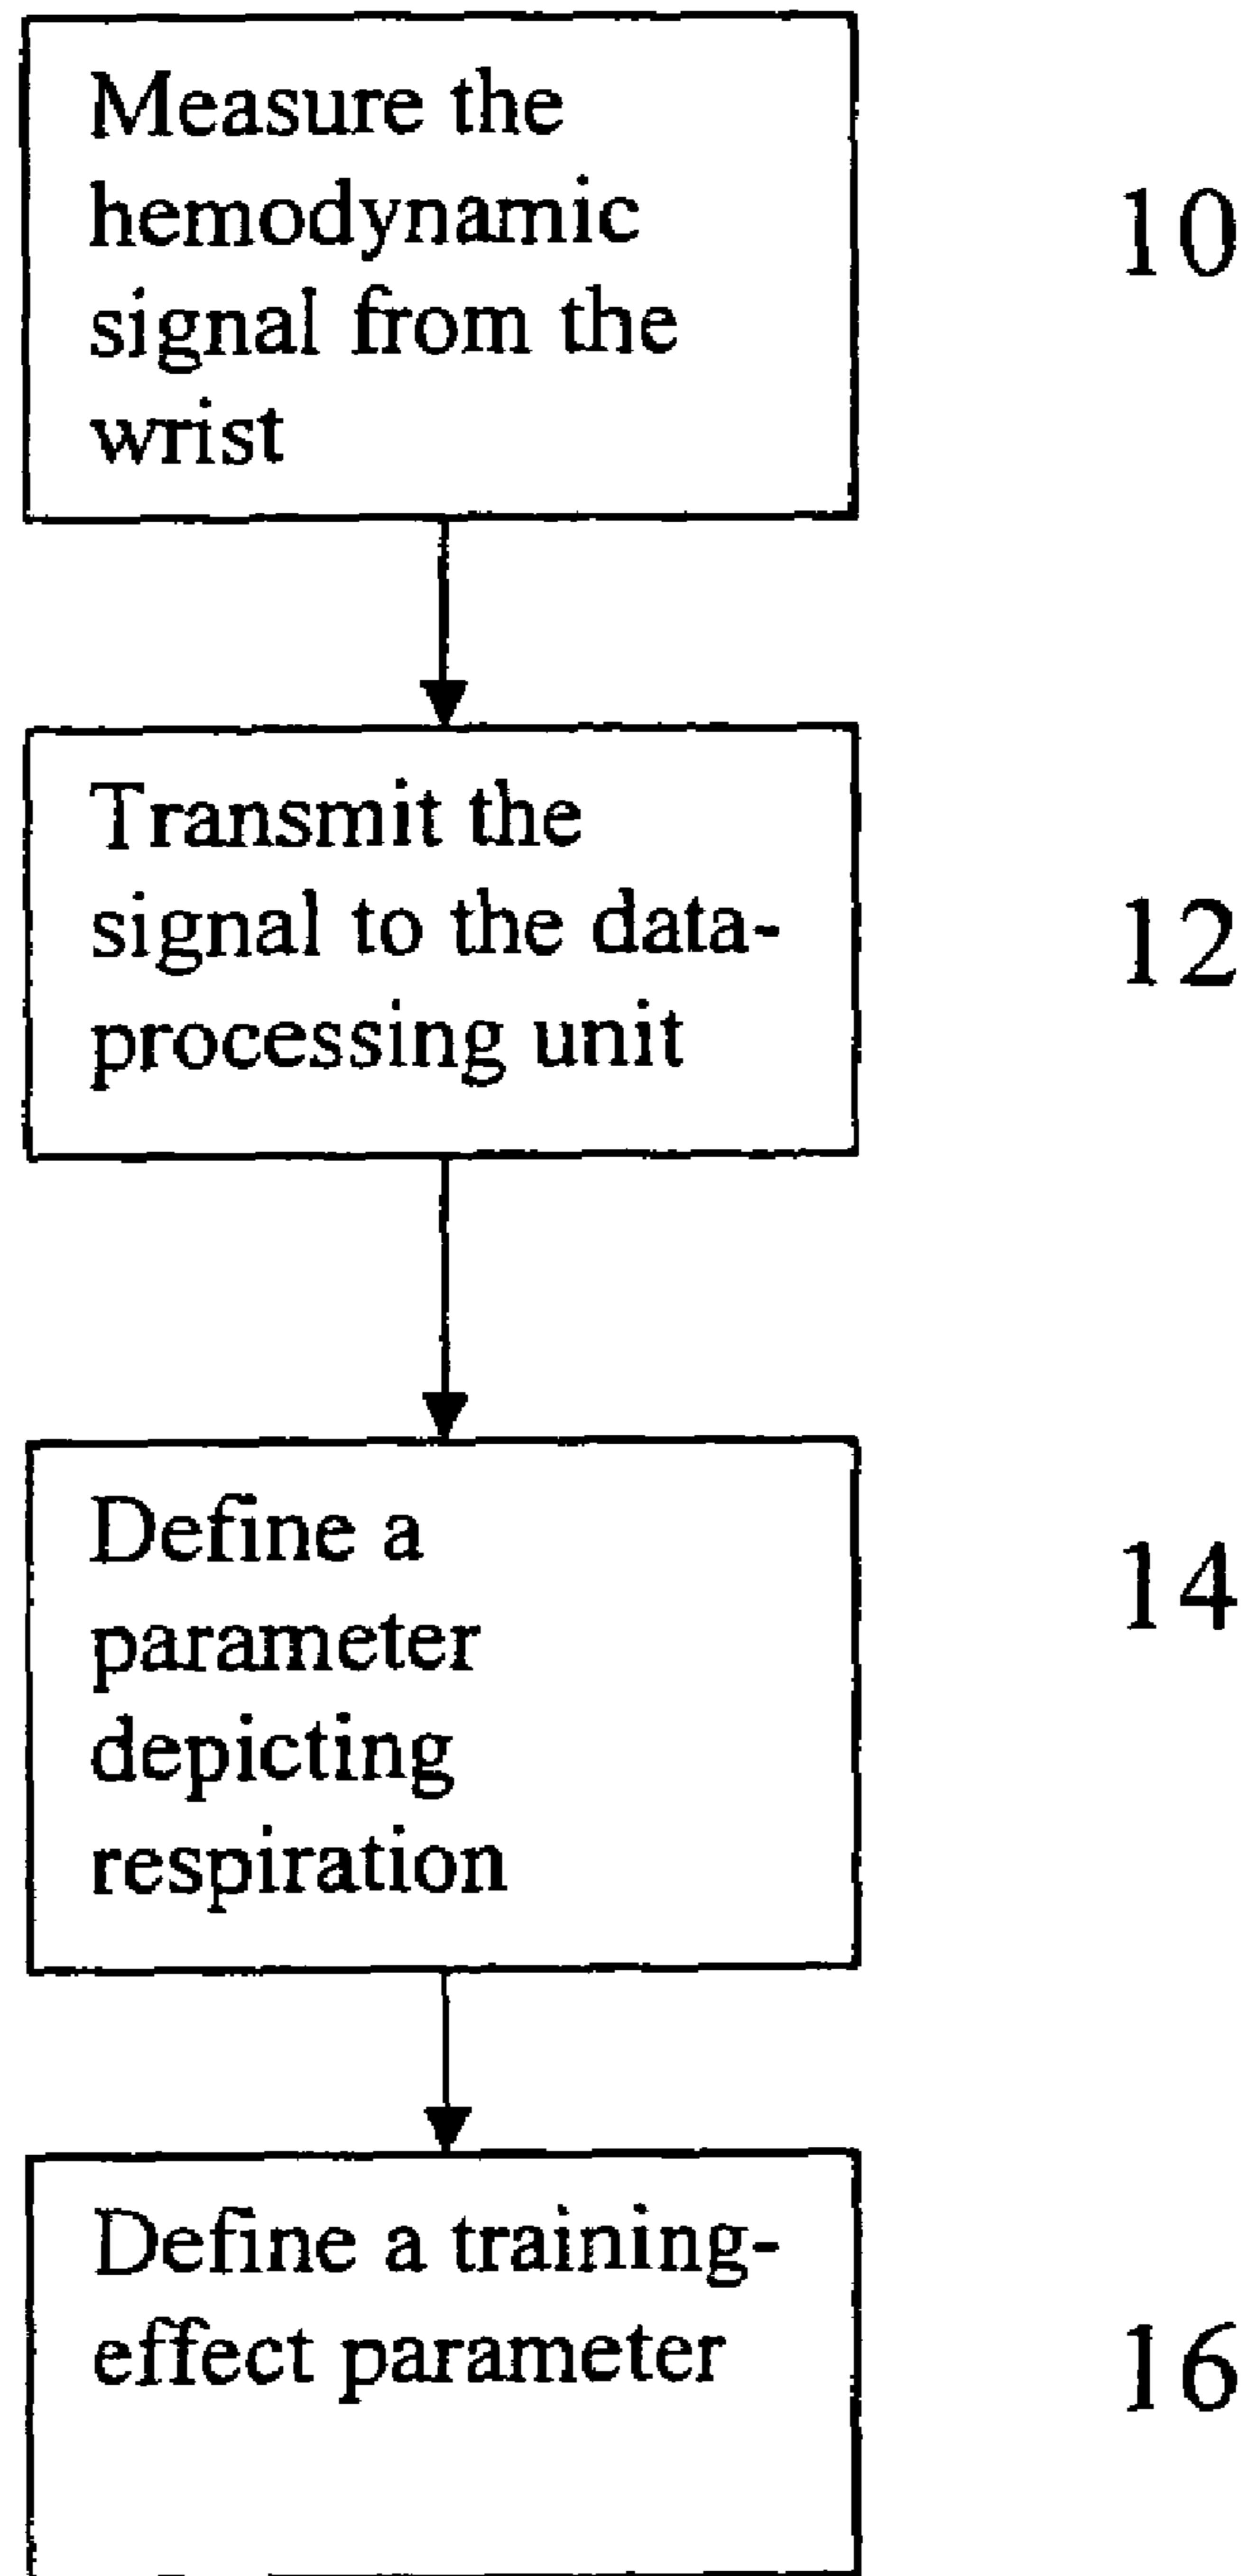 Measure the
hemodynamic
signal from the
wrist
10
Transmit the
signal to the data-
processing unit
12
Define a
parameter
depicting
respiration
14
Define a training-
effect parameter
16